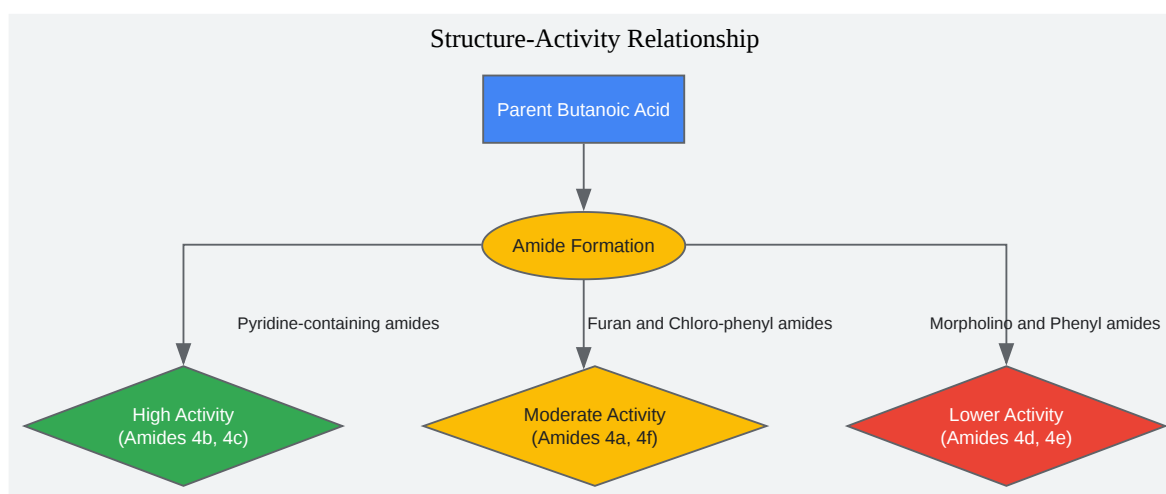 Structure-Activity Relationship
Parent Butanoic Acid
Amide Formation
Pyridine-containing amides
Furan and Chloro-phenyl amides
Morpholino and Phenyl amides
High Activity
(Amides 4b, 4c)
Moderate Activity
(Amides 4a, 4f)
Lower Activity
(Amides 4d, 4e)